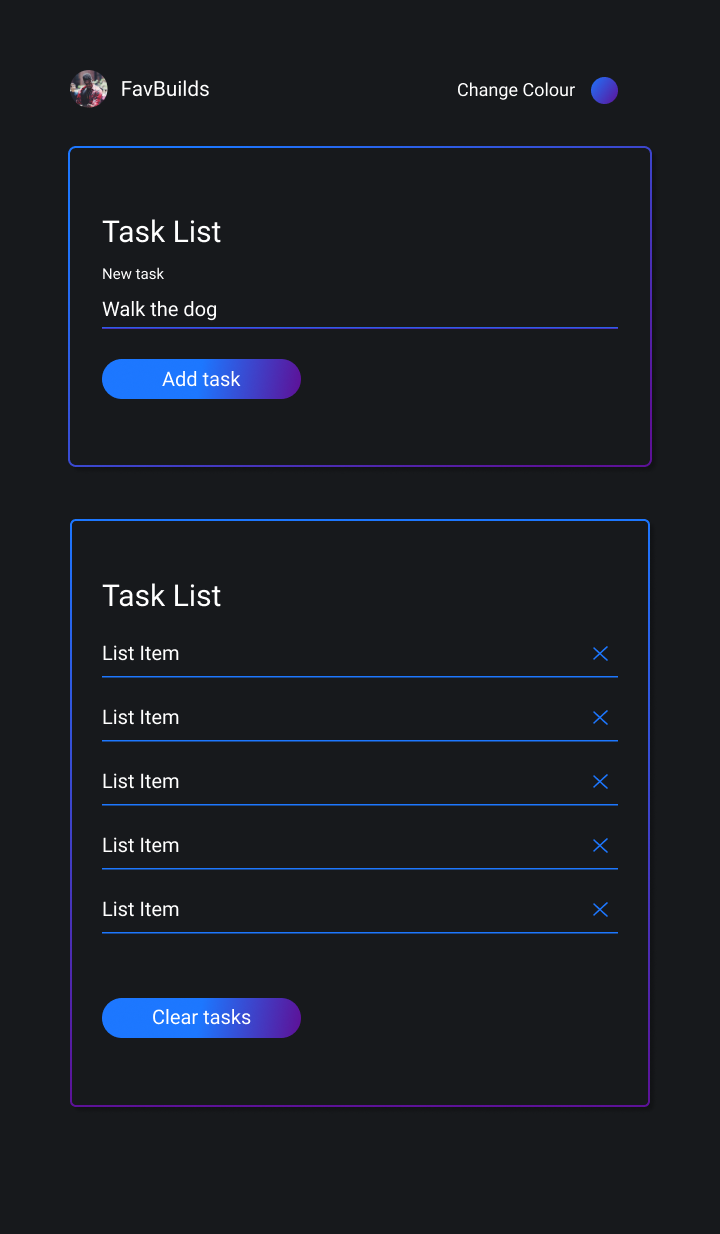 FavBuilds
Change Colour
Task List
New task
Walk the dog
Add task
Task List
List Item
List Item
List Item
List Item
List Item
Clear tasks